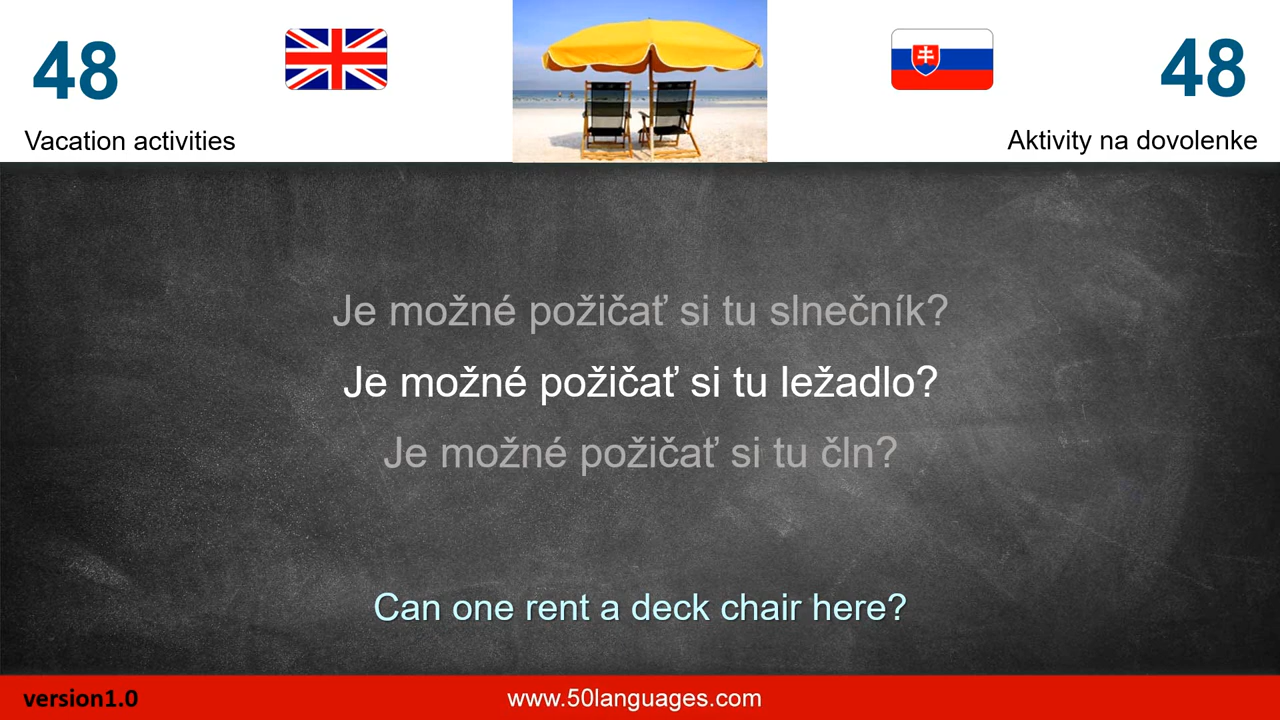 48
48
Vacation activities
Aktivity na dovolenke
Je možné požičať si tu slnečník?
Je možné požičať si tu ležadlo?
Je možné požičať si tu čln?
Can one rent a deck chair here?
version1.0
www.50languages.com